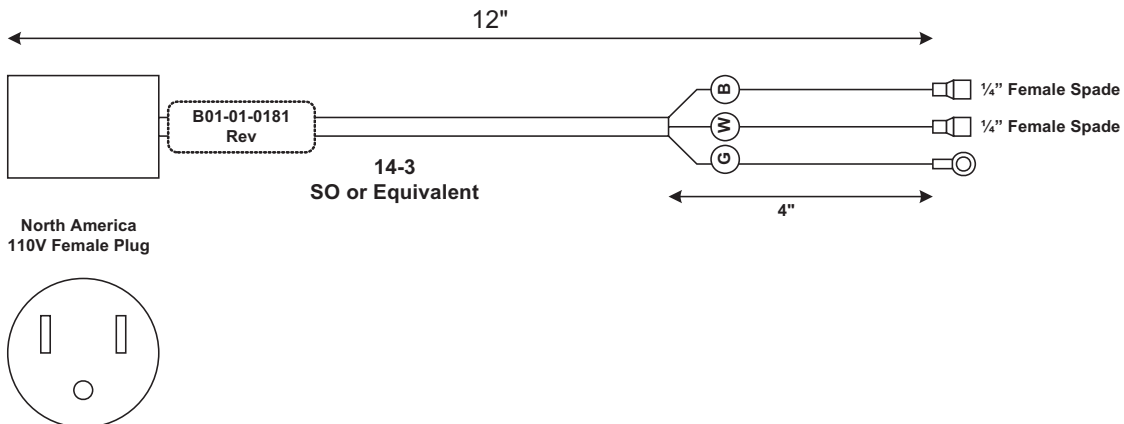 12"
B01-01-0181
Rev
B
¼” Female Spade
W
¼” Female Spade
G
14-3
SO or Equivalent
4"
North America
110V Female Plug